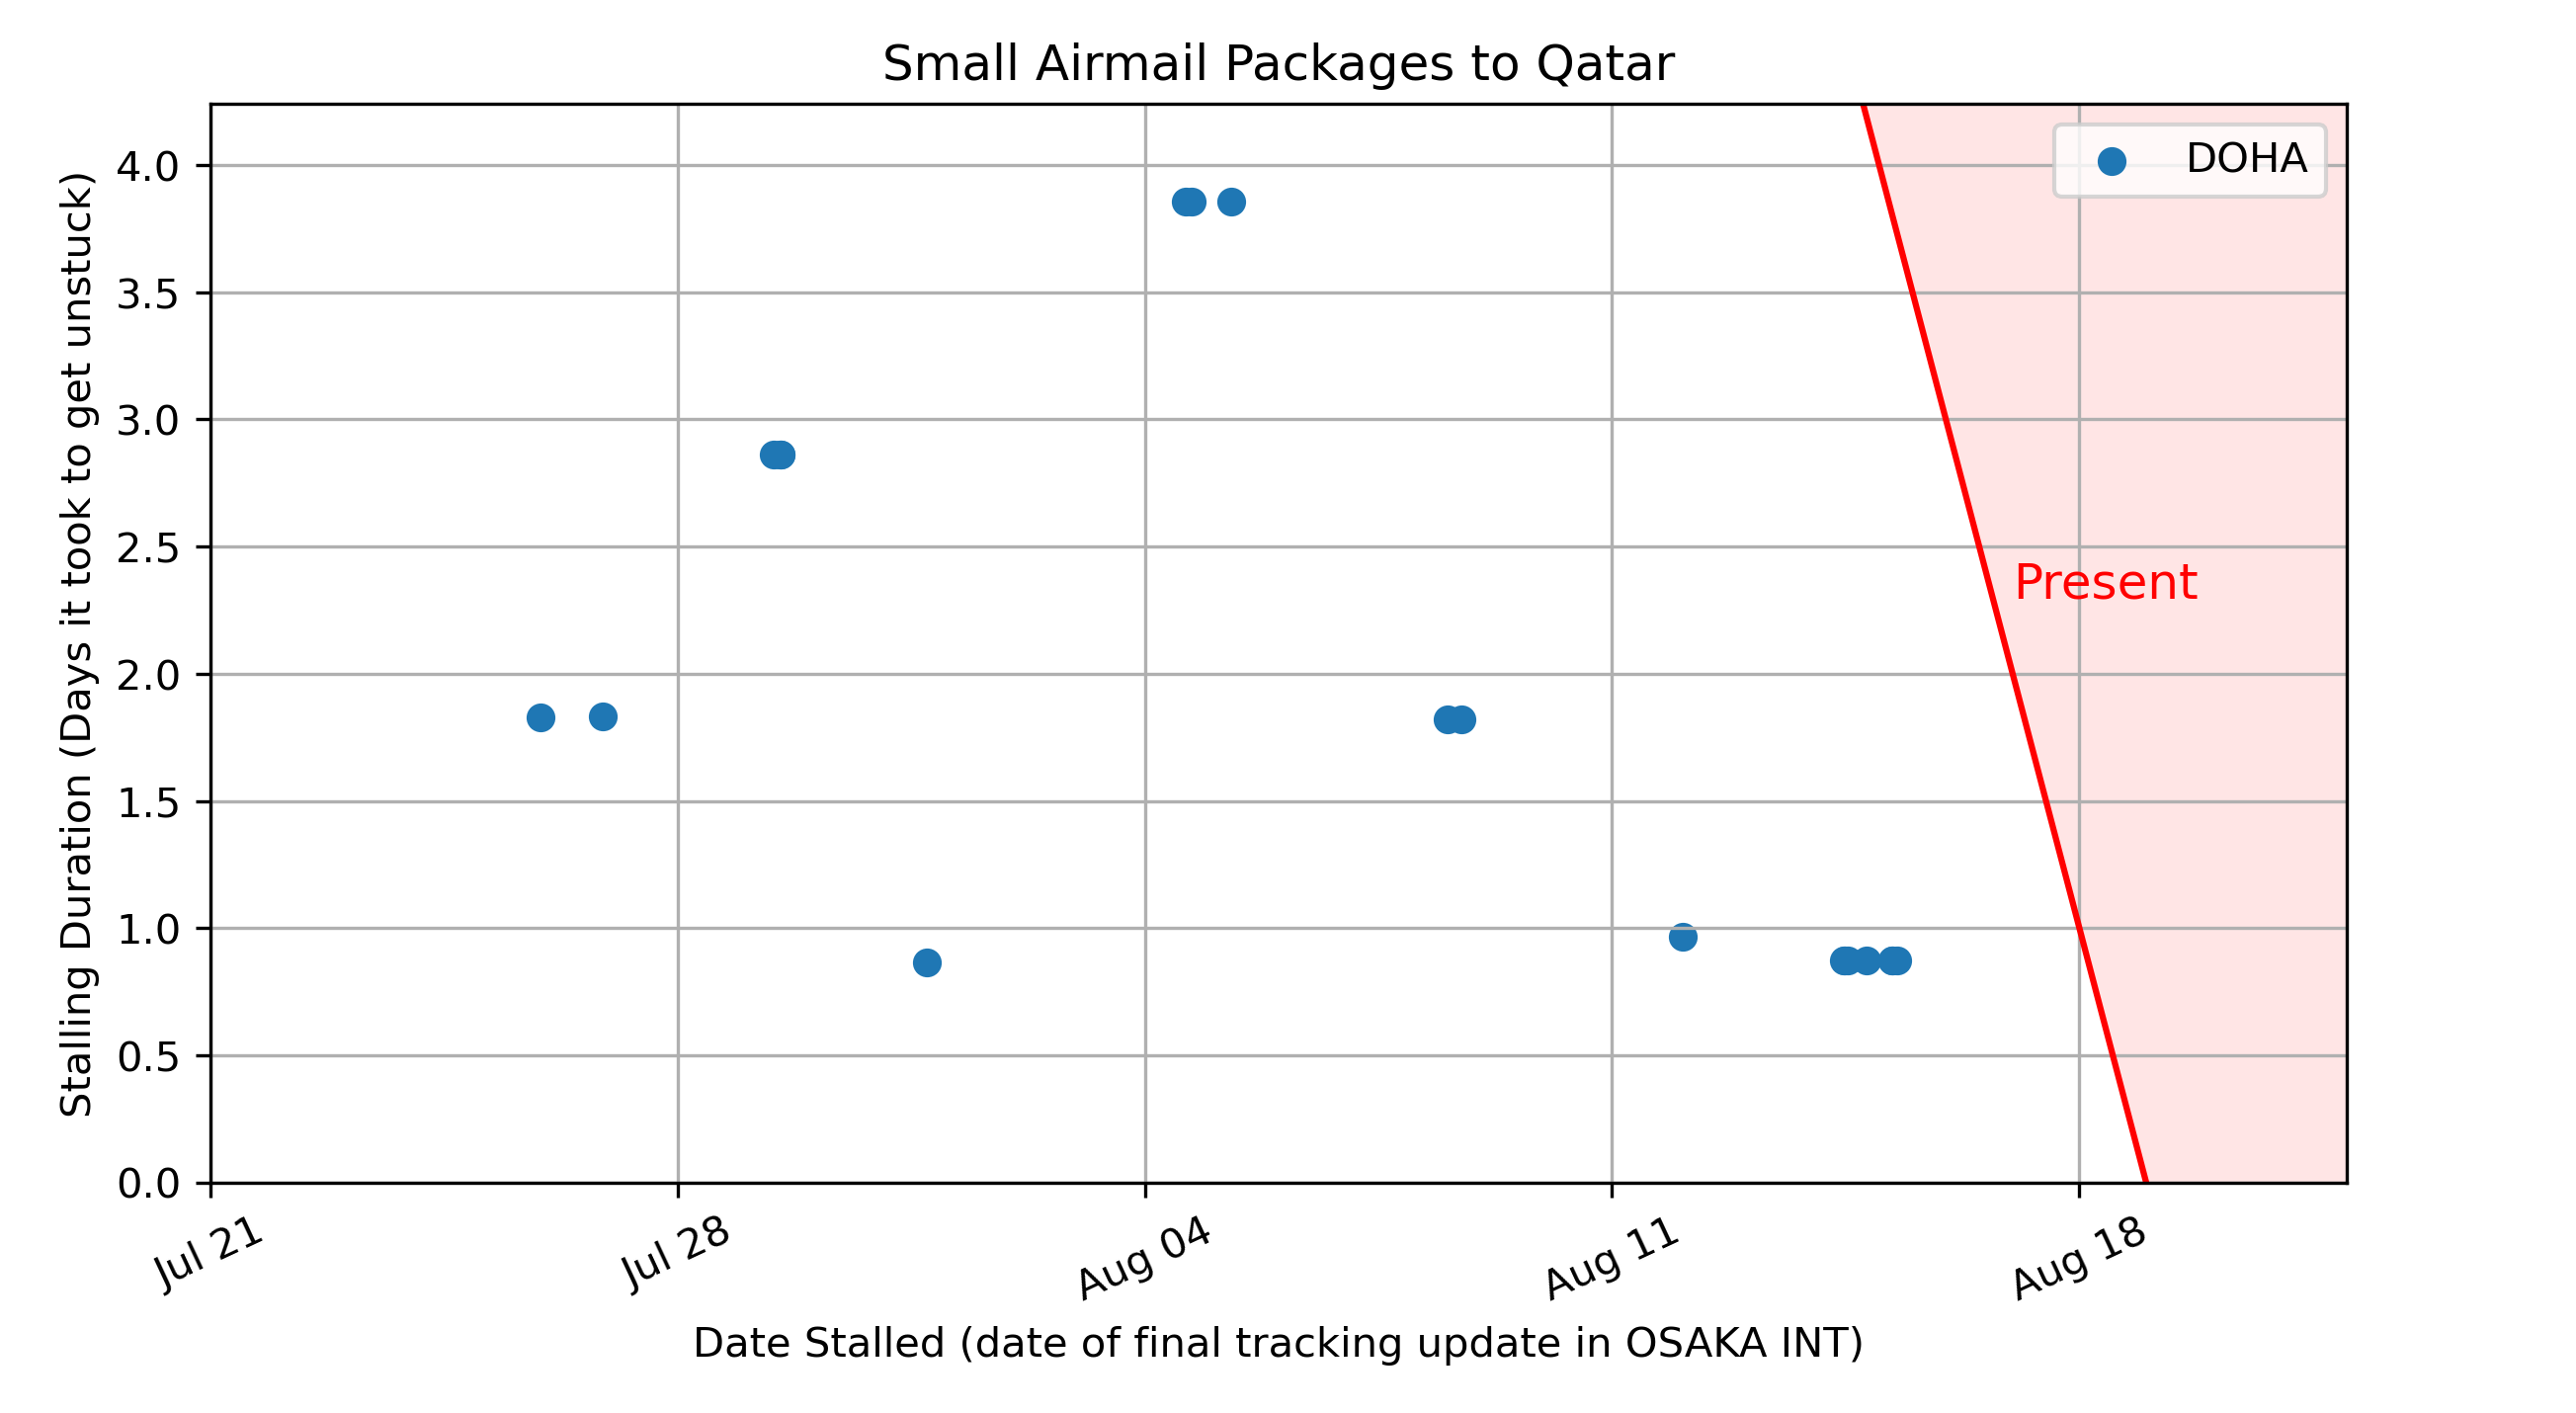 Small Airmail Packages to Qatar
DOHA
Present
Stalling Duration (Days it took to get unstuck)
4.0
3.5
3.0
2.5
2.0
1.5
1.0
0.5
0.0
Jul 21
Jul 28
Aug 04
Aug 11
Aug 18
Date Stalled (date of final tracking update in OSAKA INT)